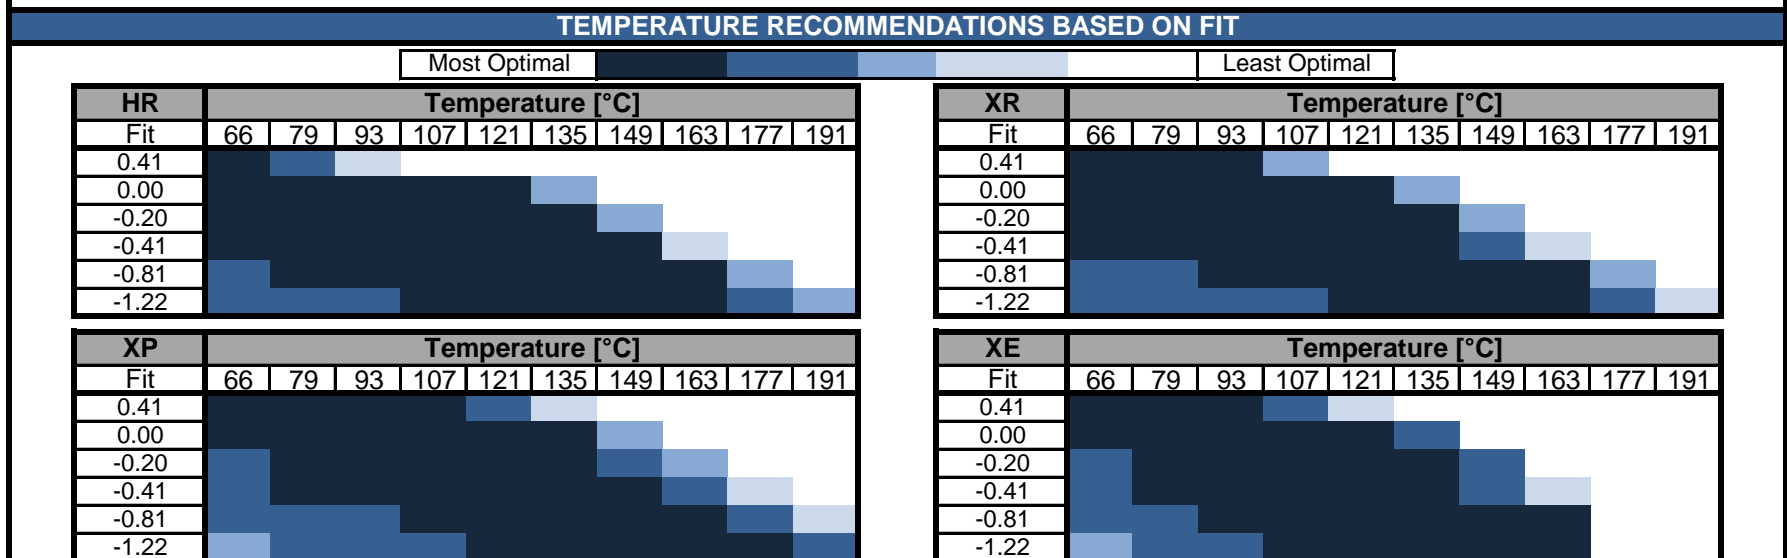 TEMPERATURE RECOMMENDATIONS BASED ON FIT
Most Optimal Least Optimal
HR Temperature [°C]
Fit 66 79 93 107 121 135 149 163 177 191
0.41
0.00
-0.20
-0.41
-0.81
-1.22
XR Temperature [°C]
Fit 66 79 93 107 121 135 149 163 177 191
0.41
0.00
-0.20
-0.41
-0.81
-1.22
XP Temperature [°C]
Fit 66 79 93 107 121 135 149 163 177 191
0.41
0.00
-0.20
-0.41
-0.81
-1.22
XE Temperature [°C]
Fit 66 79 93 107 121 135 149 163 177 191
0.41
0.00
-0.20
-0.41
-0.81
-1.22